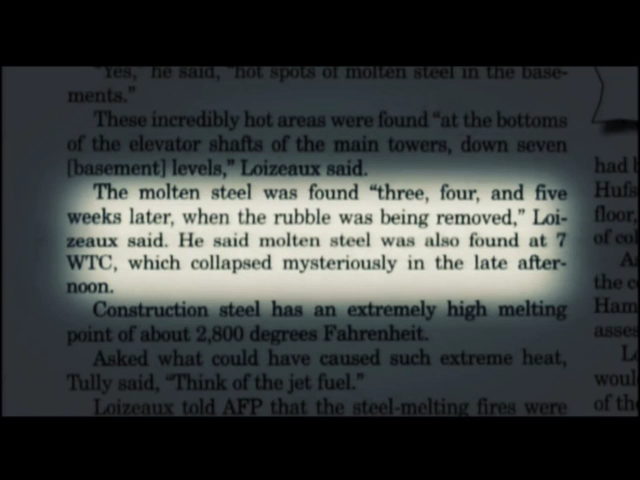 "Yes," he said, "hot spots of molten steel in the base-
ments."
These incredibly hot areas were found "at the bottoms
of the elevator shafts of the main towers, down seven
[basement] levels," Loizeaux said.
The molten steel was found "three, four, and five
weeks later, when the rubble was being removed," Loi-
zeaux said. He said molten steel was also found at 7
WTC, which collapsed mysteriously in the late after-
noon.
Construction steel has an extremely high melting
point of about 2,800 degrees Fahrenheit.
Asked what could have caused such extreme heat,
Tully said, "Think of the jet fuel."
Loizeaux told AFP that the steel-melting fires were
had
floor,
of
the
would
of th